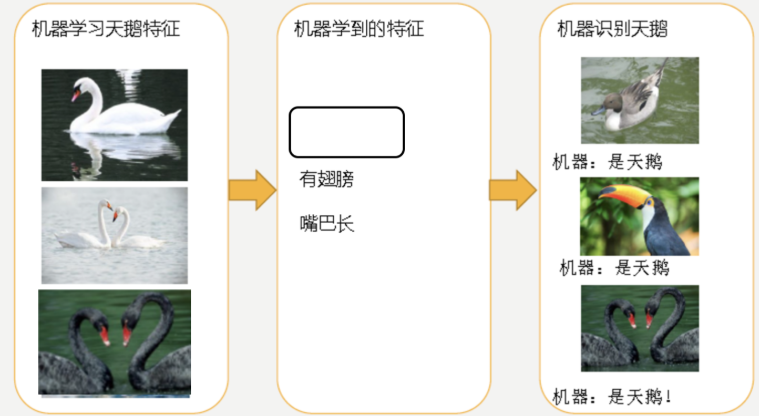 机器学习天鹅特征
机器学到的特征
有翅膀
嘴巴长
机器识别天鹅
机器：是天鹅
机器：是天鹅
机器：是天鹅！